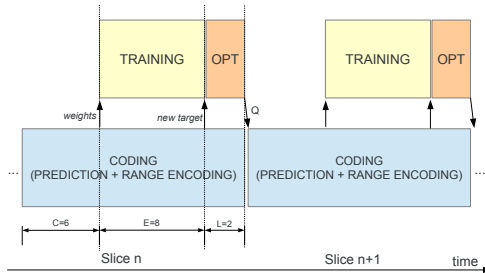 TRAINING OPT TRAINING OPT
weights new target Q
CODING CODING
(PREDICTION + RANGE ENCODING) (PREDICTION + RANGE ENCODING)
... ...
C=6 E=8 L=2
Slice n Slice n+1 time